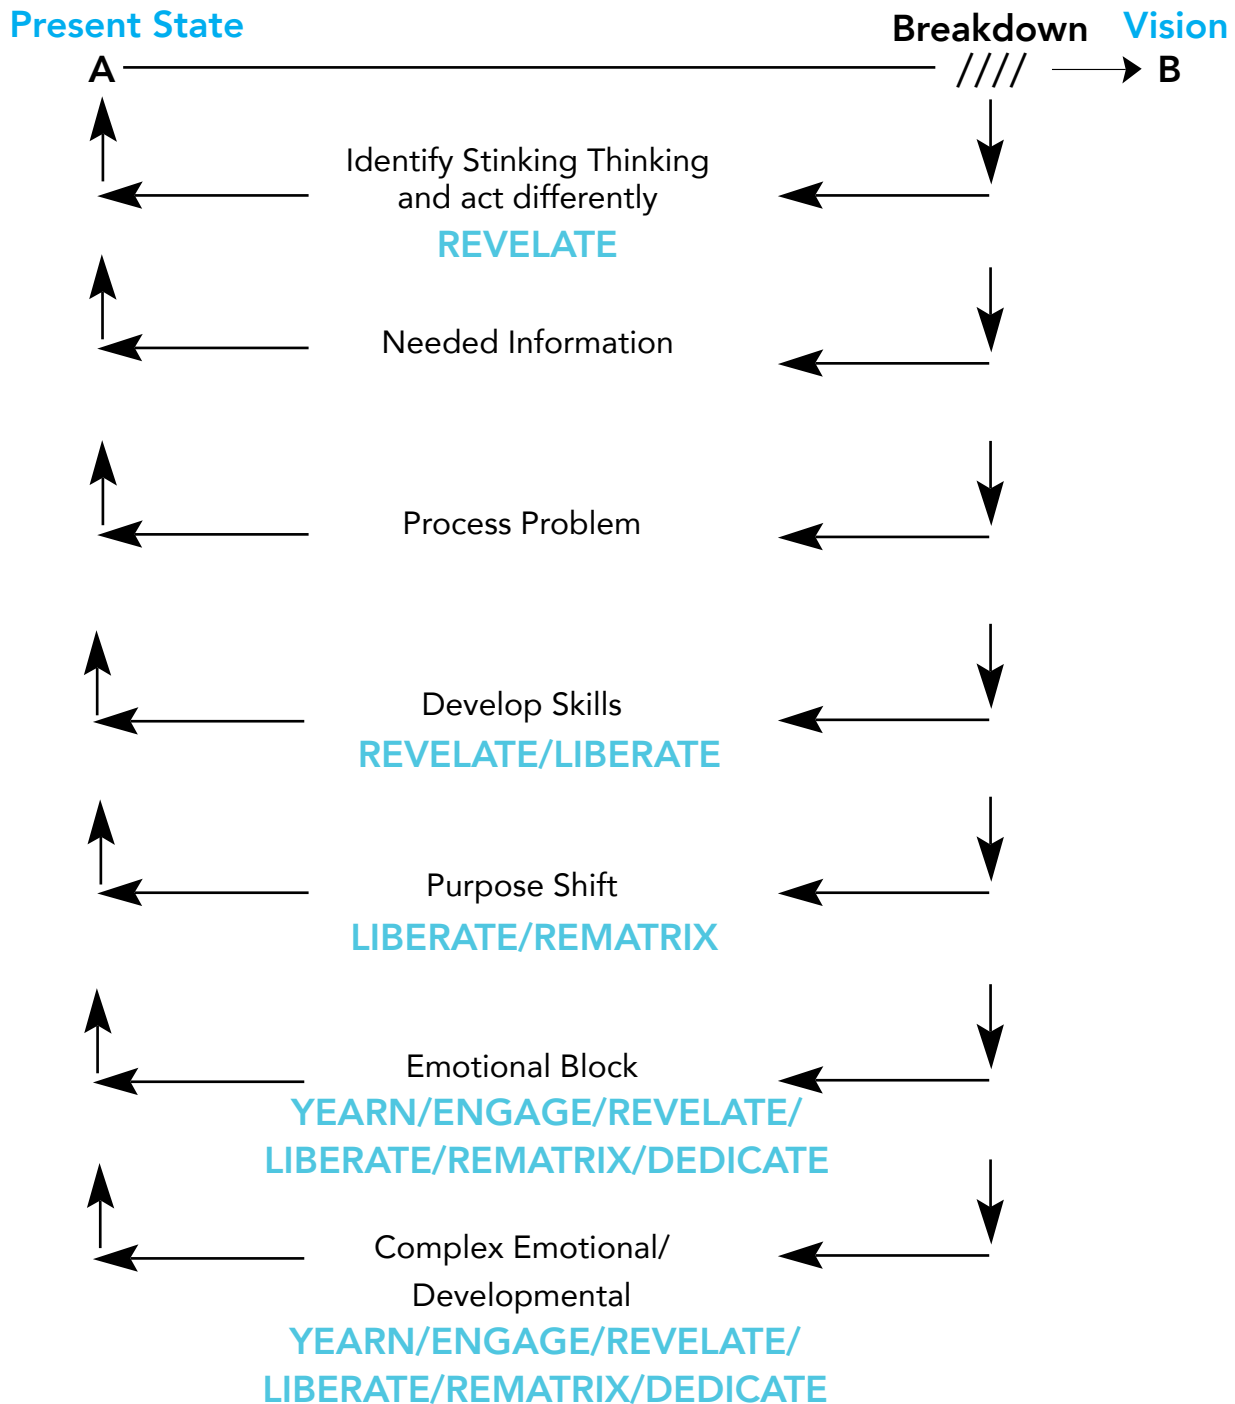 Present State
Breakdown Vision
A //// B
Identify Stinking Thinking
and act differently
REVELATE
Needed Information
Process Problem
Develop Skills
REVELATE/LIBERATE
Purpose Shift
LIBERATE/REMATRIX
Emotional Block
YEARN/ENGAGE/REVELATE/
LIBERATE/REMATRIX/DEDICATE
Complex Emotional/
Developmental
YEARN/ENGAGE/REVELATE/
LIBERATE/REMATRIX/DEDICATE